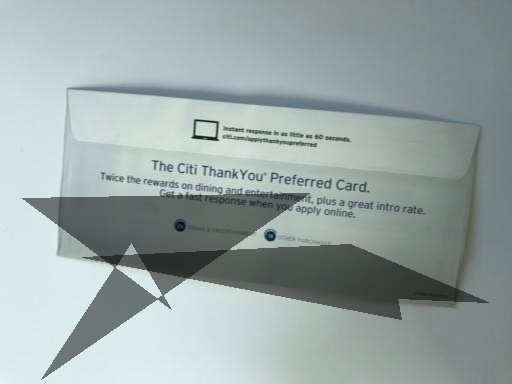 Instant response in as little as 60 seconds.
citi.com/applythankyoupreferred
The Citi ThankYou® Preferred Card.
Twice the rewards on dining and entertainment, plus a great intro rate.
Get a fast response when you apply online.
DINING & ENTERTAINMENT
OTHER PURCHASES